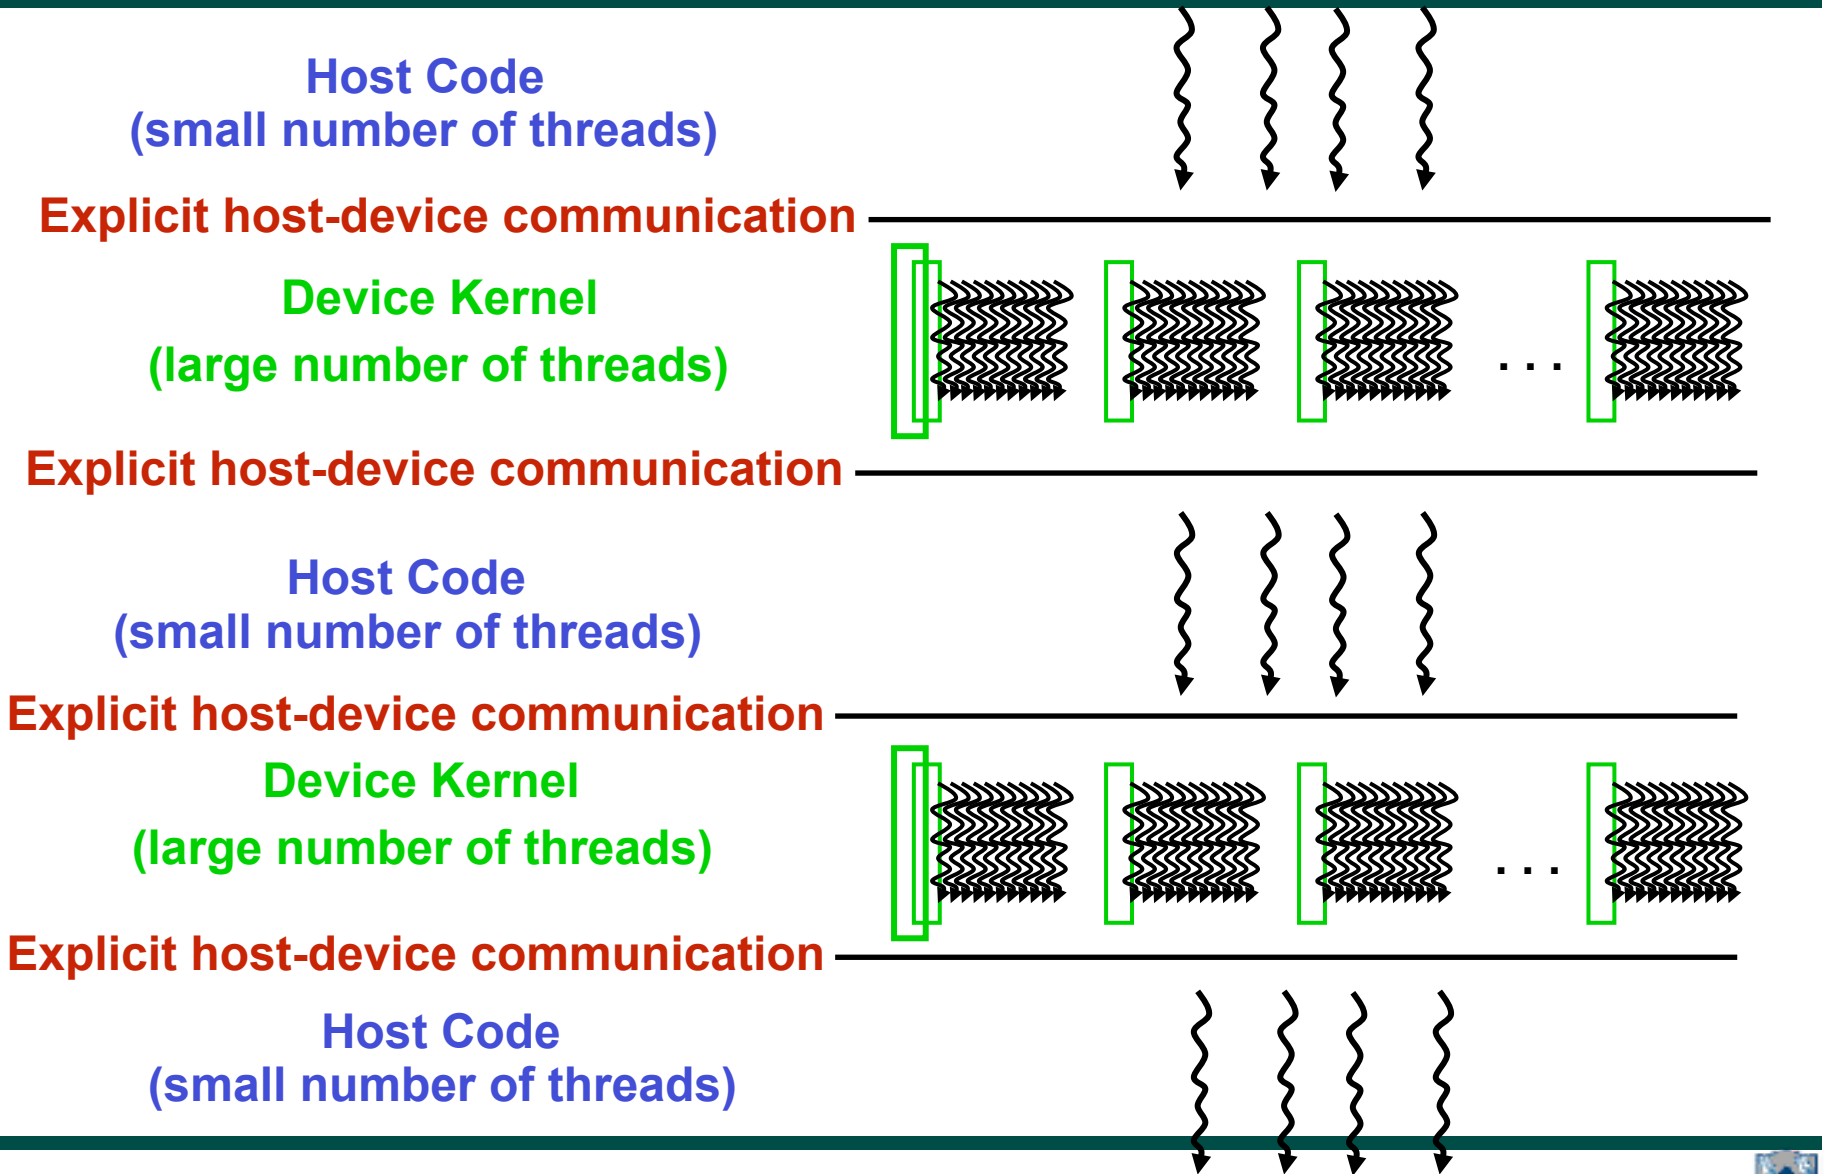 Host Code
(small number of threads)
Explicit host-device communication
Device Kernel
(large number of threads)
. . .
Explicit host-device communication
Host Code
(small number of threads)
Explicit host-device communication
Device Kernel
(large number of threads)
. . .
Explicit host-device communication
Host Code
(small number of threads)